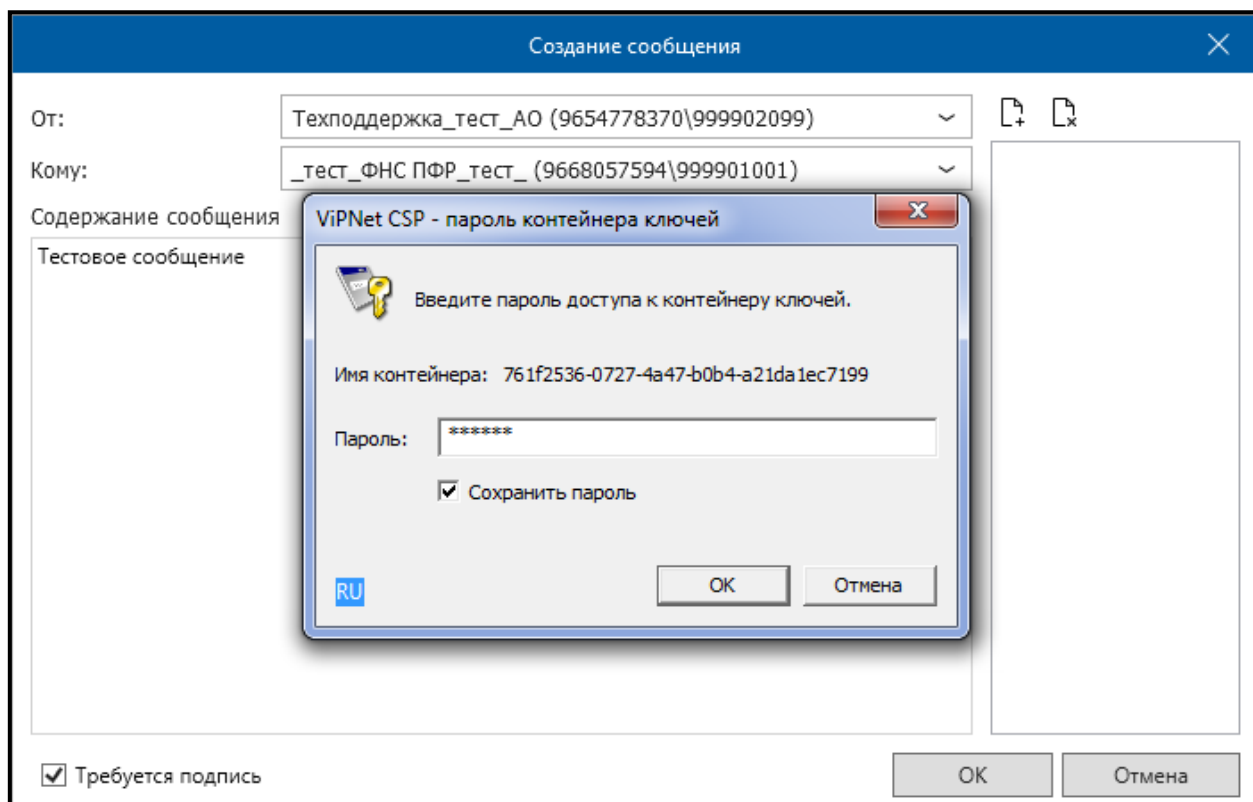 Создание сообщения
От:
Техподдержка_тест_АО (9654778370\999902099)
Кому:
_тест_ФНС ПФР_тест_ (9668057594\999901001)
Содержание сообщения
Тестовое сообщение
ViPNet CSP - пароль контейнера ключей
Введите пароль доступа к контейнеру ключей.
Имя контейнера: 761f2536-0727-4a47-b0b4-a21da1ec7199
Пароль: ******
Сохранить пароль
RU
OK
Отмена
Требуется подпись
OK
Отмена